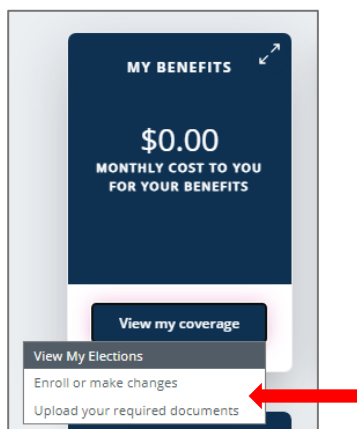 MY BENEFITS
$0.00
MONTHLY COST TO YOU
FOR YOUR BENEFITS
View my coverage
View My Elections
Enroll or make changes
Upload your required documents